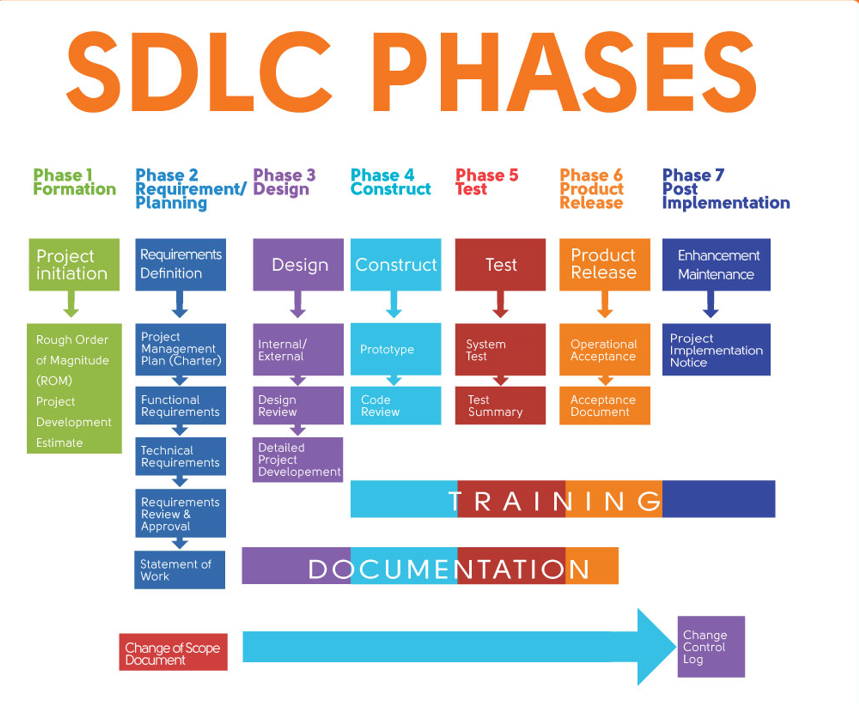 SDLC PHASES
Phase 1
Formation
Phase 2
Requirement/
Planning
Phase 3
Design
Phase 4
Construct
Phase 5
Test
Phase 6
Product
Release
Phase 7
Post
Implementation
Project
initiation
Rough Order
of Magnitude
(ROM)
Project
Development
Estimate
Requirements
Definition
Project
Management
Plan (Charter)
Functional
Requirements
Technical
Requirements
Requirements
Review &
Approval
Statement of
Work
Design
Internal/
External
Design
Review
Detailed
Project
Developement
Construct
Prototype
Code
Review
Test
System
Test
Test
Summary
Product
Release
Operational
Acceptance
Acceptance
Document
Enhancement
Maintenance
Project
Implementation
Notice
TRAINING
DOCUMENTATION
Change of Scope
Document
Change
Control
Log